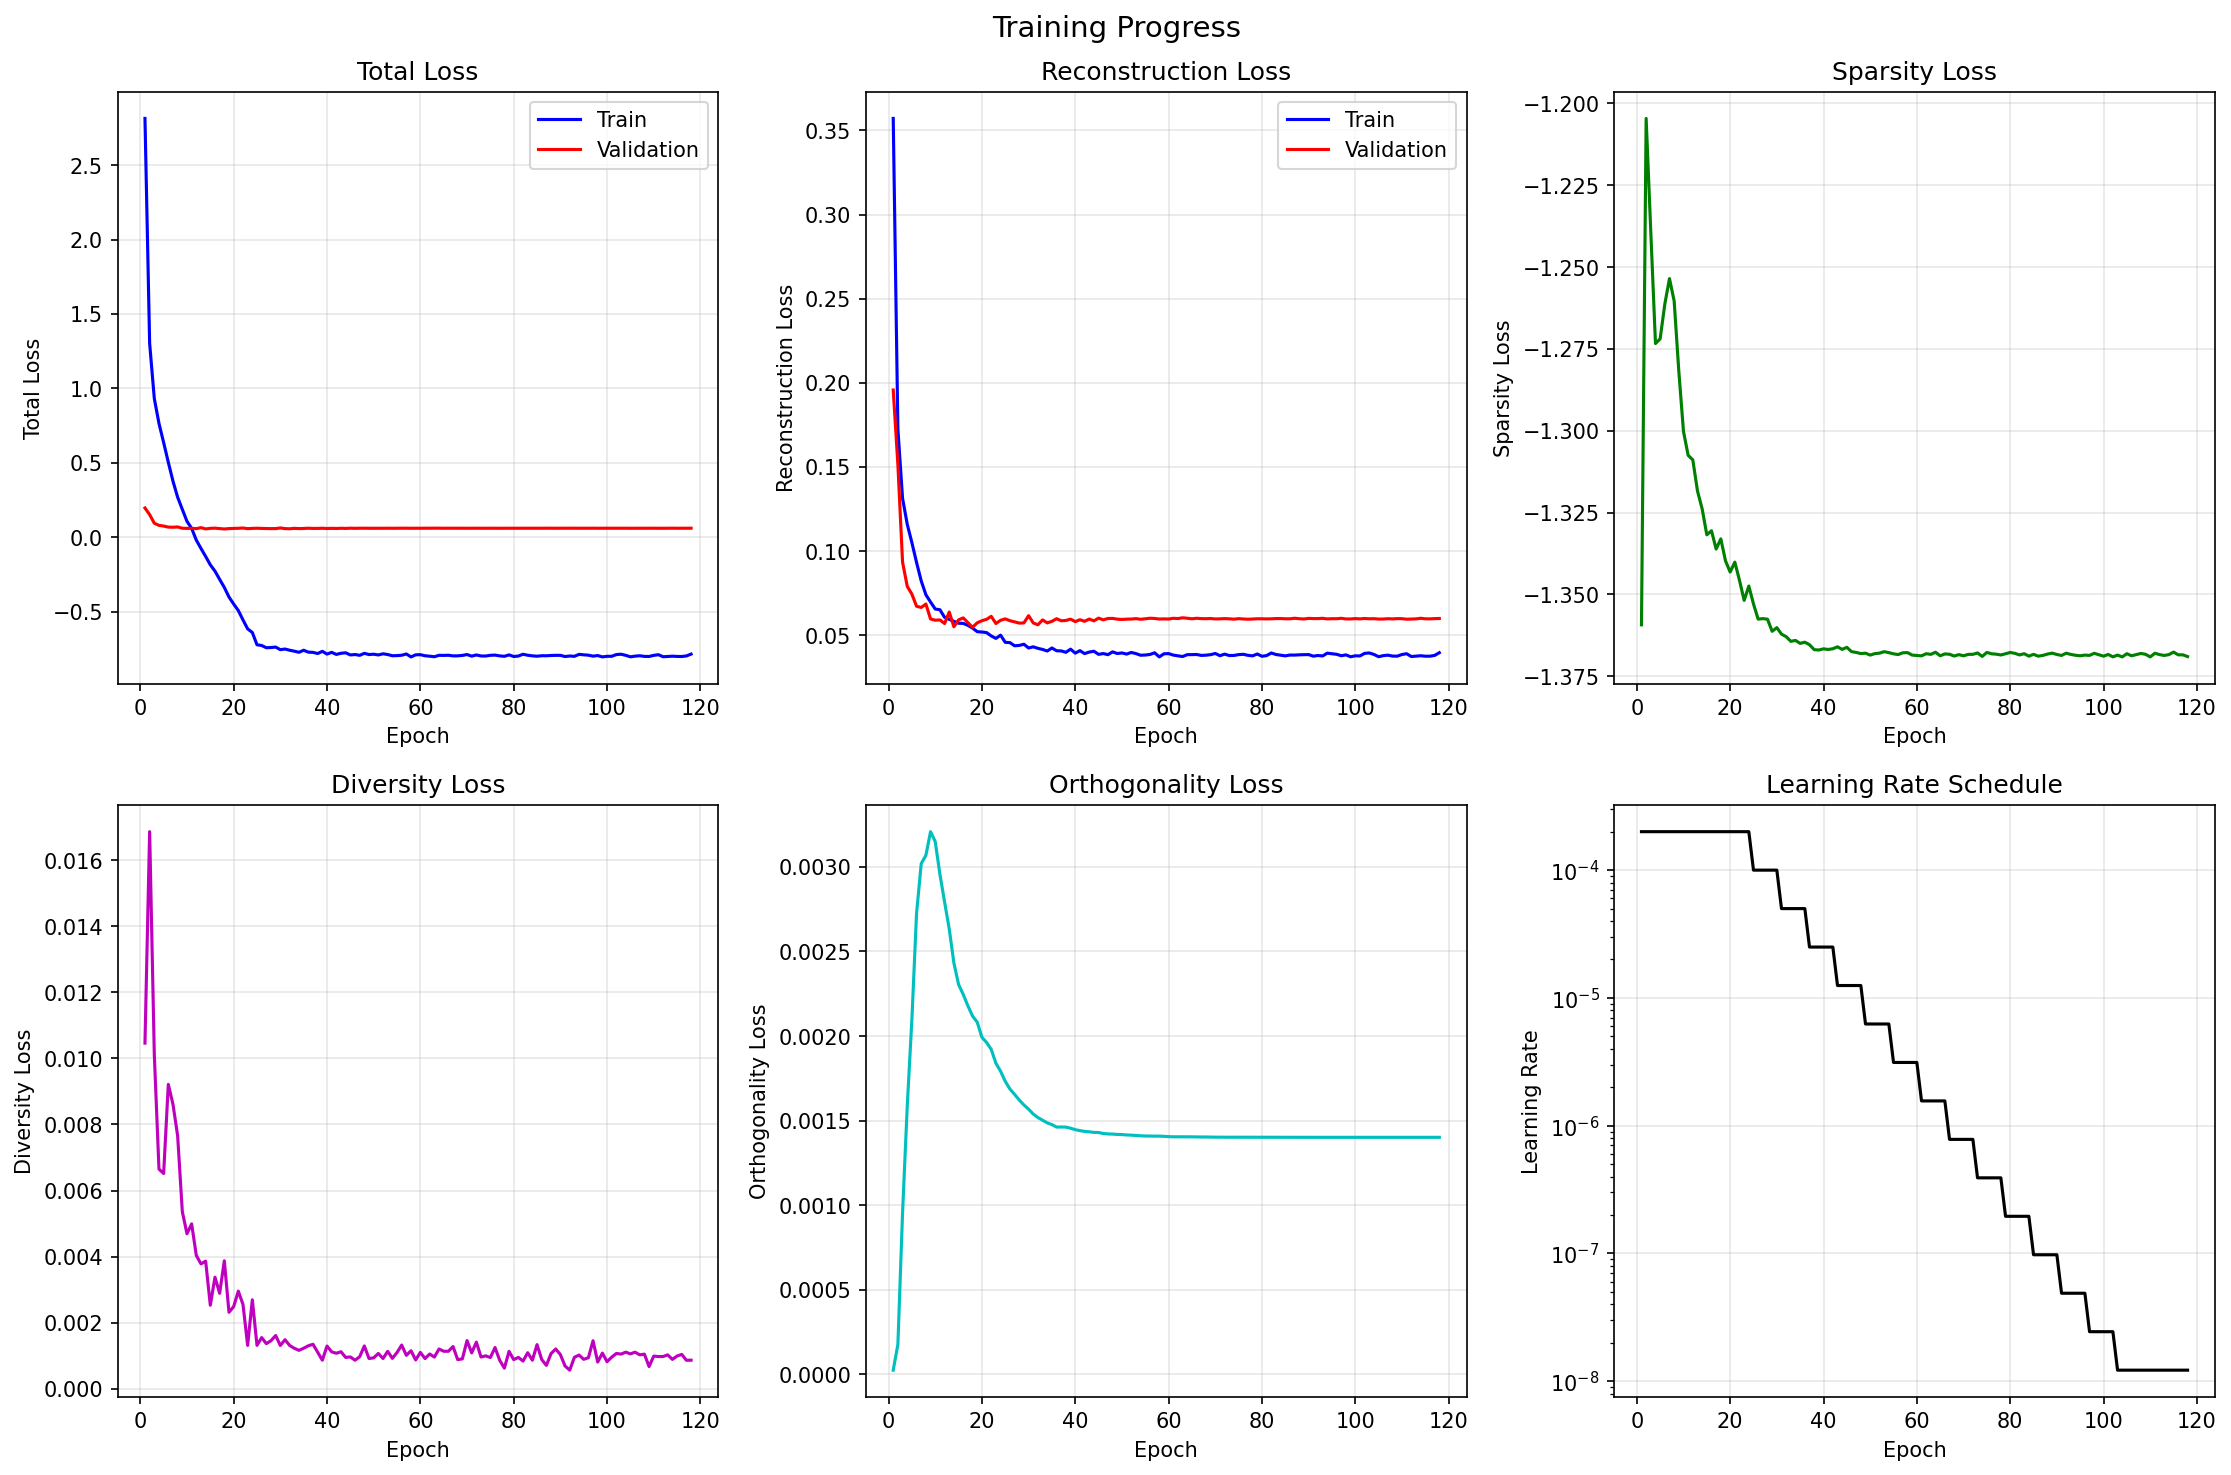 Training Progress
Total Loss
Total Loss
2.5
2.0
1.5
1.0
0.5
0.0
−0.5
0 20 40 60 80 100 120
Epoch
Train
Validation
Reconstruction Loss
Reconstruction Loss
0.35
0.30
0.25
0.20
0.15
0.10
0.05
0 20 40 60 80 100 120
Epoch
Train
Validation
Sparsity Loss
Sparsity Loss
−1.200
−1.225
−1.250
−1.275
−1.300
−1.325
−1.350
−1.375
0 20 40 60 80 100 120
Epoch
Diversity Loss
Diversity Loss
0.016
0.014
0.012
0.010
0.008
0.006
0.004
0.002
0.000
0 20 40 60 80 100 120
Epoch
Orthogonality Loss
Orthogonality Loss
0.0030
0.0025
0.0020
0.0015
0.0010
0.0005
0.0000
0 20 40 60 80 100 120
Epoch
Learning Rate Schedule
Learning Rate
10⁻⁴
10⁻⁵
10⁻⁶
10⁻⁷
10⁻⁸
0 20 40 60 80 100 120
Epoch